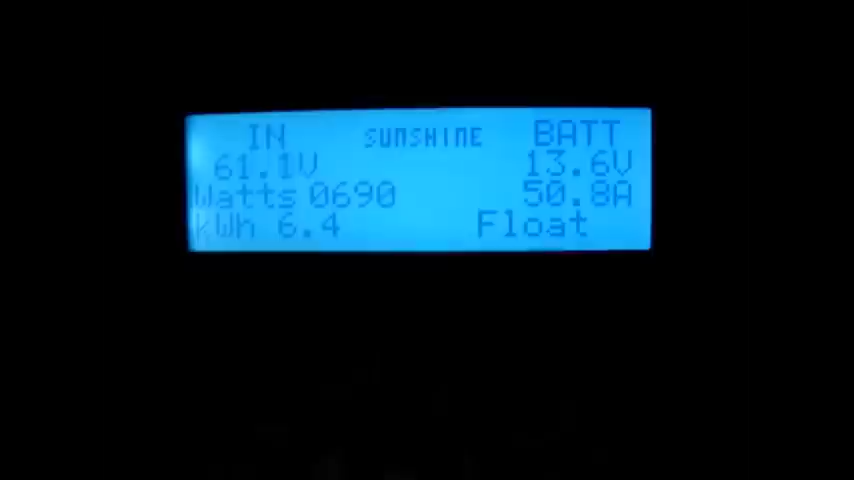 IN SUNSHINE BATT
61.1V 13.6V
Watts 0690 50.8A
kWh 6.4 Float